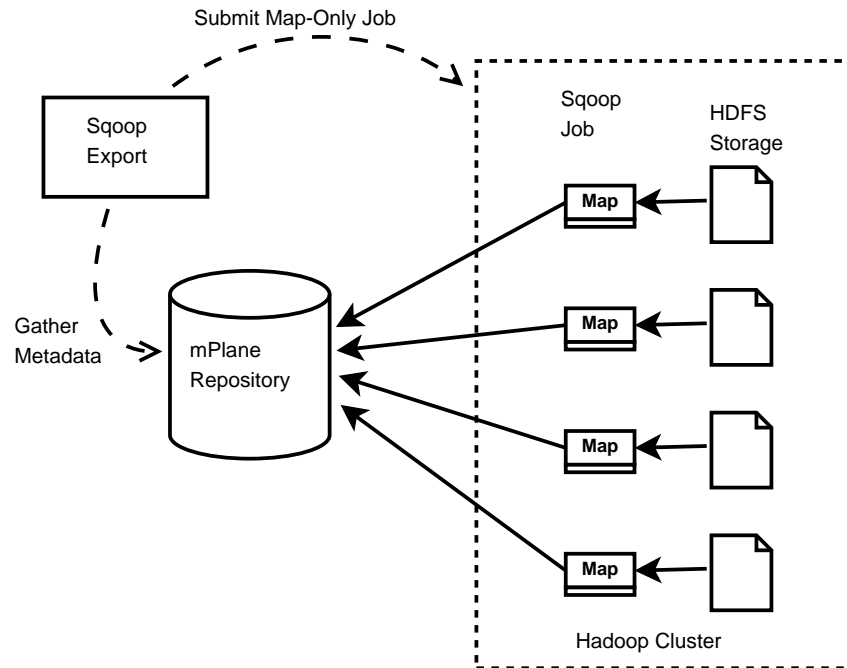 Submit Map-Only Job
Sqoop
Export
Sqoop
Job
HDFS
Storage
Map
Gather
Metadata
mPlane
Repository
Map
Map
Map
Hadoop Cluster